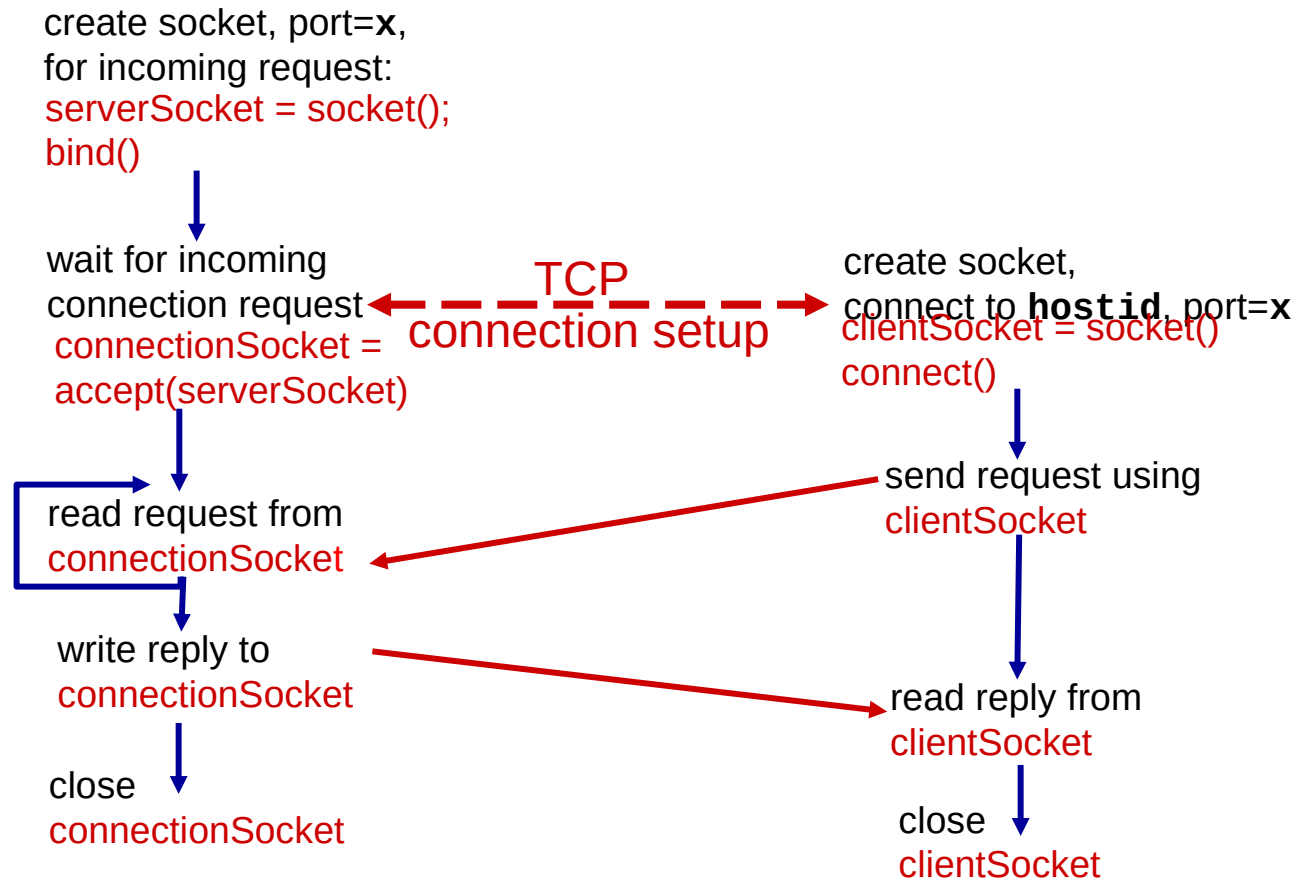 create socket, port=x,
for incoming request:
serverSocket = socket();
bind()
wait for incoming
connection request
connectionSocket =
accept(serverSocket)
TCP
connection setup
create socket,
connect to hostid, port=x
clientSocket = socket()
connect()
send request using
clientSocket
read request from
connectionSocket
write reply to
connectionSocket
read reply from
clientSocket
close
connectionSocket
close
clientSocket